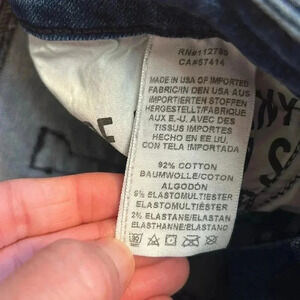 RN#112790
CA#57414
MADE IN USA OF IMPORTED
FABRIC/IN DEN USA AUS
IMPORTIERTEN STOFFEN
HERGESTELLT/FABRIQUE
AUX E.-U. AVEC DES
TISSUS IMPORTES
HECHO EN EE.UU.
CON TELA IMPORTADA
92% COTTON
BAUMWOLLE/COTON
ALGODÓN
6% ELASTOMULTIESTER
ELASTOMULTIESTER
2% ELASTANE/ELASTAN
ELASTHANNE/ELASTANO